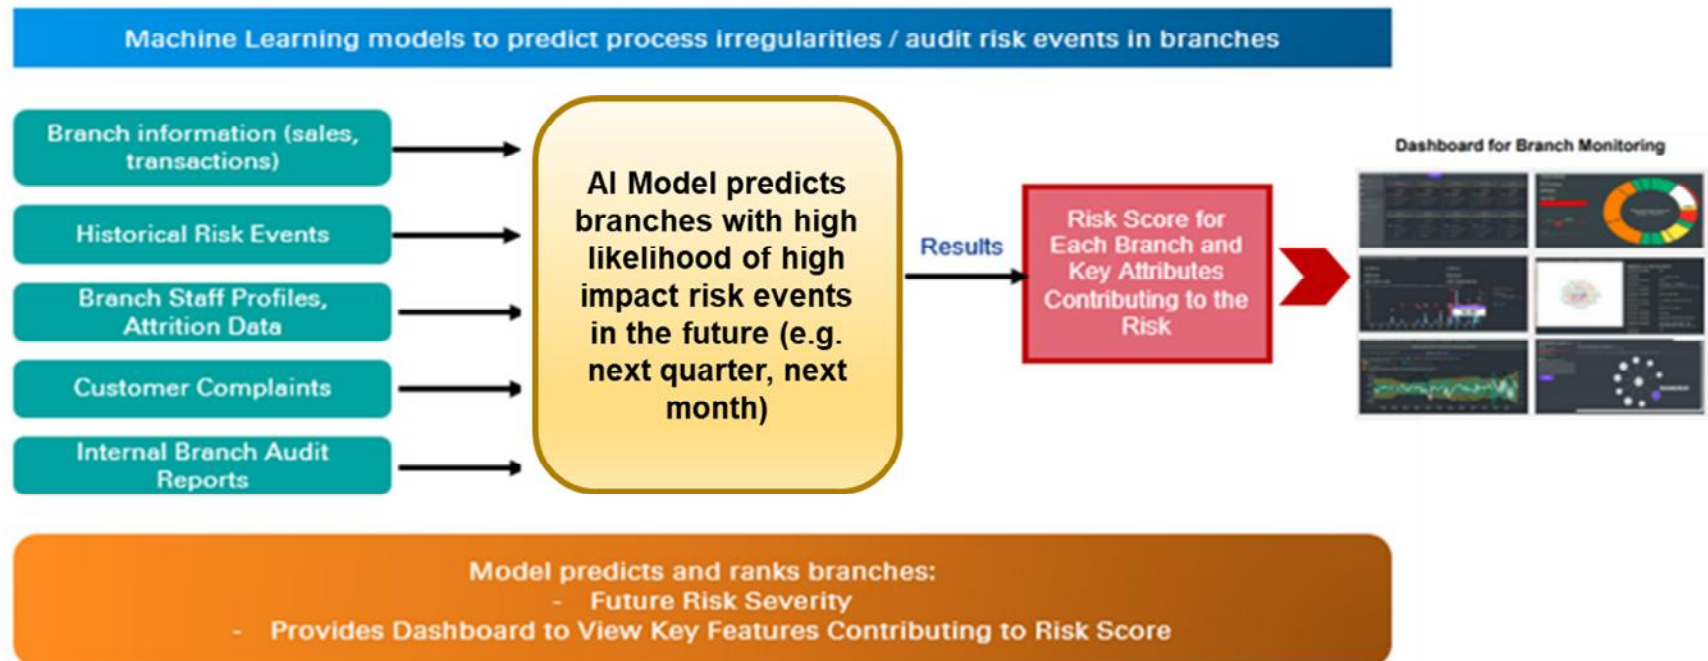 Machine Learning models to predict process irregularities / audit risk events in branches
Branch information (sales,
transactions)
Historical Risk Events
Branch Staff Profiles,
Attrition Data
Customer Complaints
Internal Branch Audit
Reports
AI Model predicts
branches with high
likelihood of high
impact risk events
in the future (e.g.
next quarter, next
month)
Results
Risk Score for
Each Branch and
Key Attributes
Contributing to the
Risk
Dashboard for Branch Monitoring
Model predicts and ranks branches:
- Future Risk Severity
- Provides Dashboard to View Key Features Contributing to Risk Score